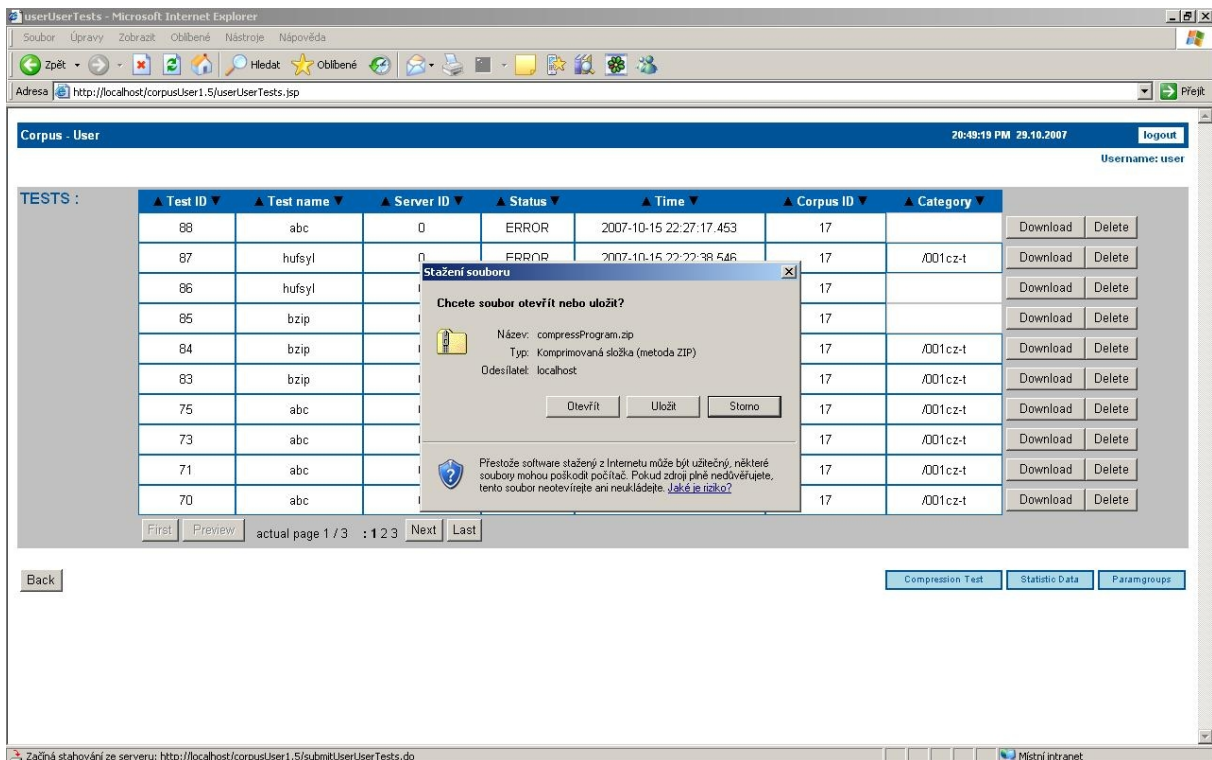 userUserTests - Microsoft Internet Explorer
Soubor Úpravy Zobrazit Oblíbené Nástroje Nápověda
Zpět Hledat Oblíbené
Adresa http://localhost/corpusUser1.5/userUserTests.jsp Přejít
Corpus - User 20:49:19 PM 29.10.2007 logout
Username: user
TESTS :
▲ Test ID ▼ ▲ Test name ▼ ▲ Server ID ▼ ▲ Status ▼ ▲ Time ▼ ▲ Corpus ID ▼ ▲ Category ▼
88 abc 0 ERROR 2007-10-15 22:27:17.453 17 Download Delete
87 hufsyl 0 ERROR 2007-10-15 22:22:38.546 17 /001cz-t Download Delete
86 hufsyl 17 Download Delete
85 bzip 17 Download Delete
84 bzip 17 /001cz-t Download Delete
83 bzip 17 /001cz-t Download Delete
75 abc 17 /001cz-t Download Delete
73 abc 17 /001cz-t Download Delete
71 abc 17 /001cz-t Download Delete
70 abc 17 /001cz-t Download Delete
Stažení souboru
Chcete soubor otevřít nebo uložit?
Název: compressProgram.zip
Typ: Komprimovaná složka (metoda ZIP)
Odesílatel: localhost
Otevřít Uložit Storno
Přestože software stažený z Internetu může být užitečný, některé
soubory mohou poškodit počítač. Pokud zdroji plně nedůvěřujete,
tento soubor neotevírejte ani neukládejte. Jaké je riziko?
First Preview actual page 1 / 3 : 1 2 3 Next Last
Back Compression Test Statistic Data Paramgroups
Začíná stahování ze serveru: http://localhost/corpusUser1.5/submitUserUserTests.do Místní intranet